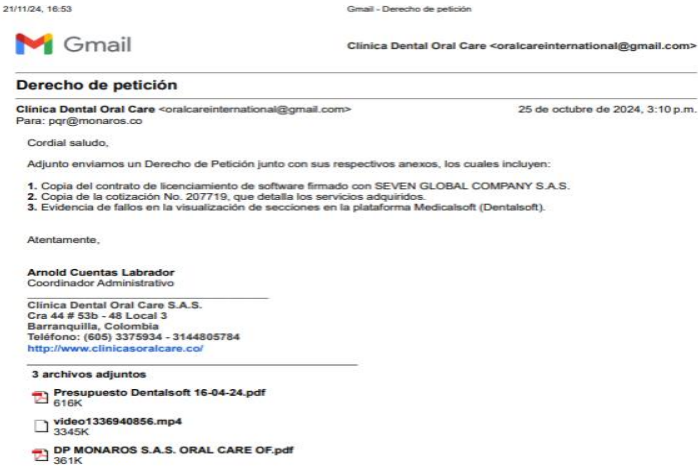 21/11/24, 16:53 Gmail - Derecho de petición
Gmail Clínica Dental Oral Care <oralcareinternational@gmail.com>
Derecho de petición
Clínica Dental Oral Care <oralcareinternational@gmail.com> 25 de octubre de 2024, 3:10 p.m.
Para: pqr@monaros.co
Cordial saludo,
Adjunto enviamos un Derecho de Petición junto con sus respectivos anexos, los cuales incluyen:
1. Copia del contrato de licenciamiento de software firmado con SEVEN GLOBAL COMPANY S.A.S.
2. Copia de la cotización No. 207719, que detalla los servicios adquiridos.
3. Evidencia de fallos en la visualización de secciones en la plataforma Medicalsoft (Dentalsoft).
Atentamente,
Arnold Cuentas Labrador
Coordinador Administrativo
Clínica Dental Oral Care S.A.S.
Cra 44 # 53b - 48 Local 3
Barranquilla, Colombia
Teléfono: (605) 3375934 - 3144805784
http://www.clinicasoralcare.co/
3 archivos adjuntos
Presupuesto Dentalsoft 16-04-24.pdf
616K
video1336940856.mp4
3345K
DP MONAROS S.A.S. ORAL CARE OF.pdf
361K